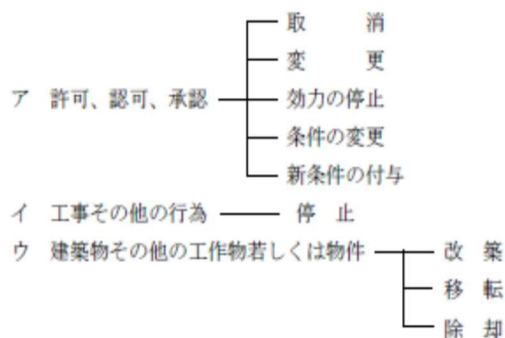 取 消
変 更
ア 許可、認可、承認 効力の停止
条件の変更
新条件の付与
イ 工事その他の行為 停 止
ウ 建築物その他の工作物若しくは物件 改 築
移 転
除 却